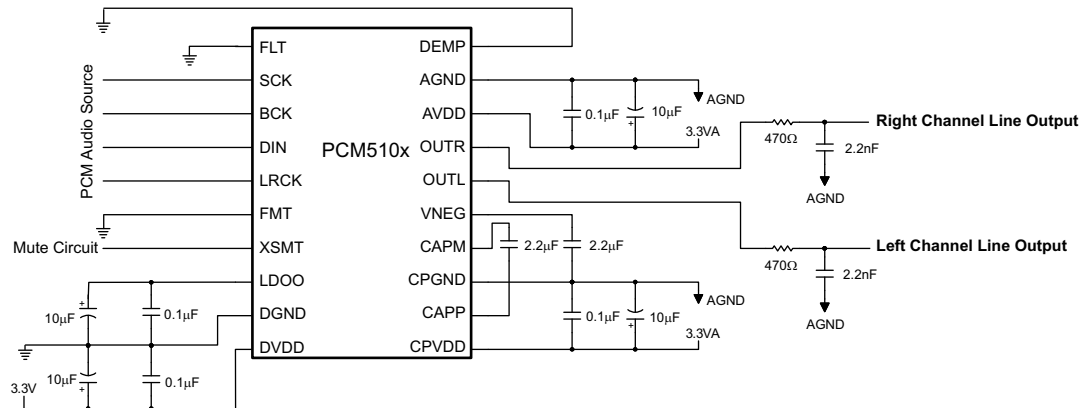 FLT
DEMP
SCK
AGND
BCK
AVDD
DIN
OUTR
LRCK
OUTL
FMT
VNEG
XSMT
CAPM
LDOO
CPGND
DGND
CAPP
DVDD
CPVDD
PCM510x
PCM Audio Source
Mute Circuit
0.1μF
10μF
AGND
3.3VA
470Ω
2.2nF
AGND
Right Channel Line Output
2.2μF
2.2μF
470Ω
2.2nF
AGND
Left Channel Line Output
0.1μF
10μF
AGND
3.3VA
10μF
0.1μF
10μF
0.1μF
3.3V
+
+
+
+